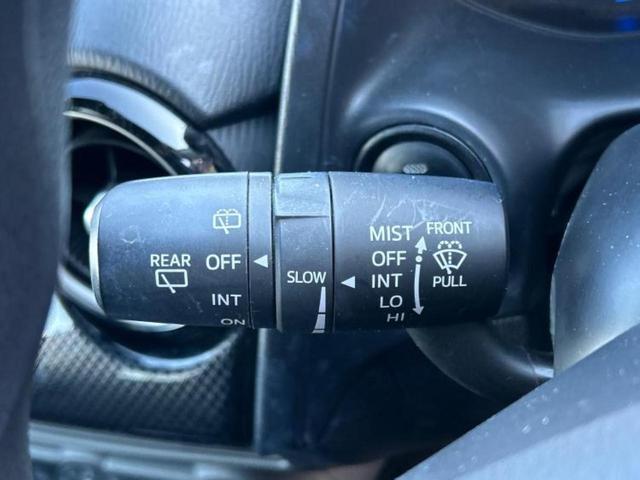 REAR
OFF
INT
ON
SLOW
MIST
OFF
INT
LO
HI
FRONT
PULL